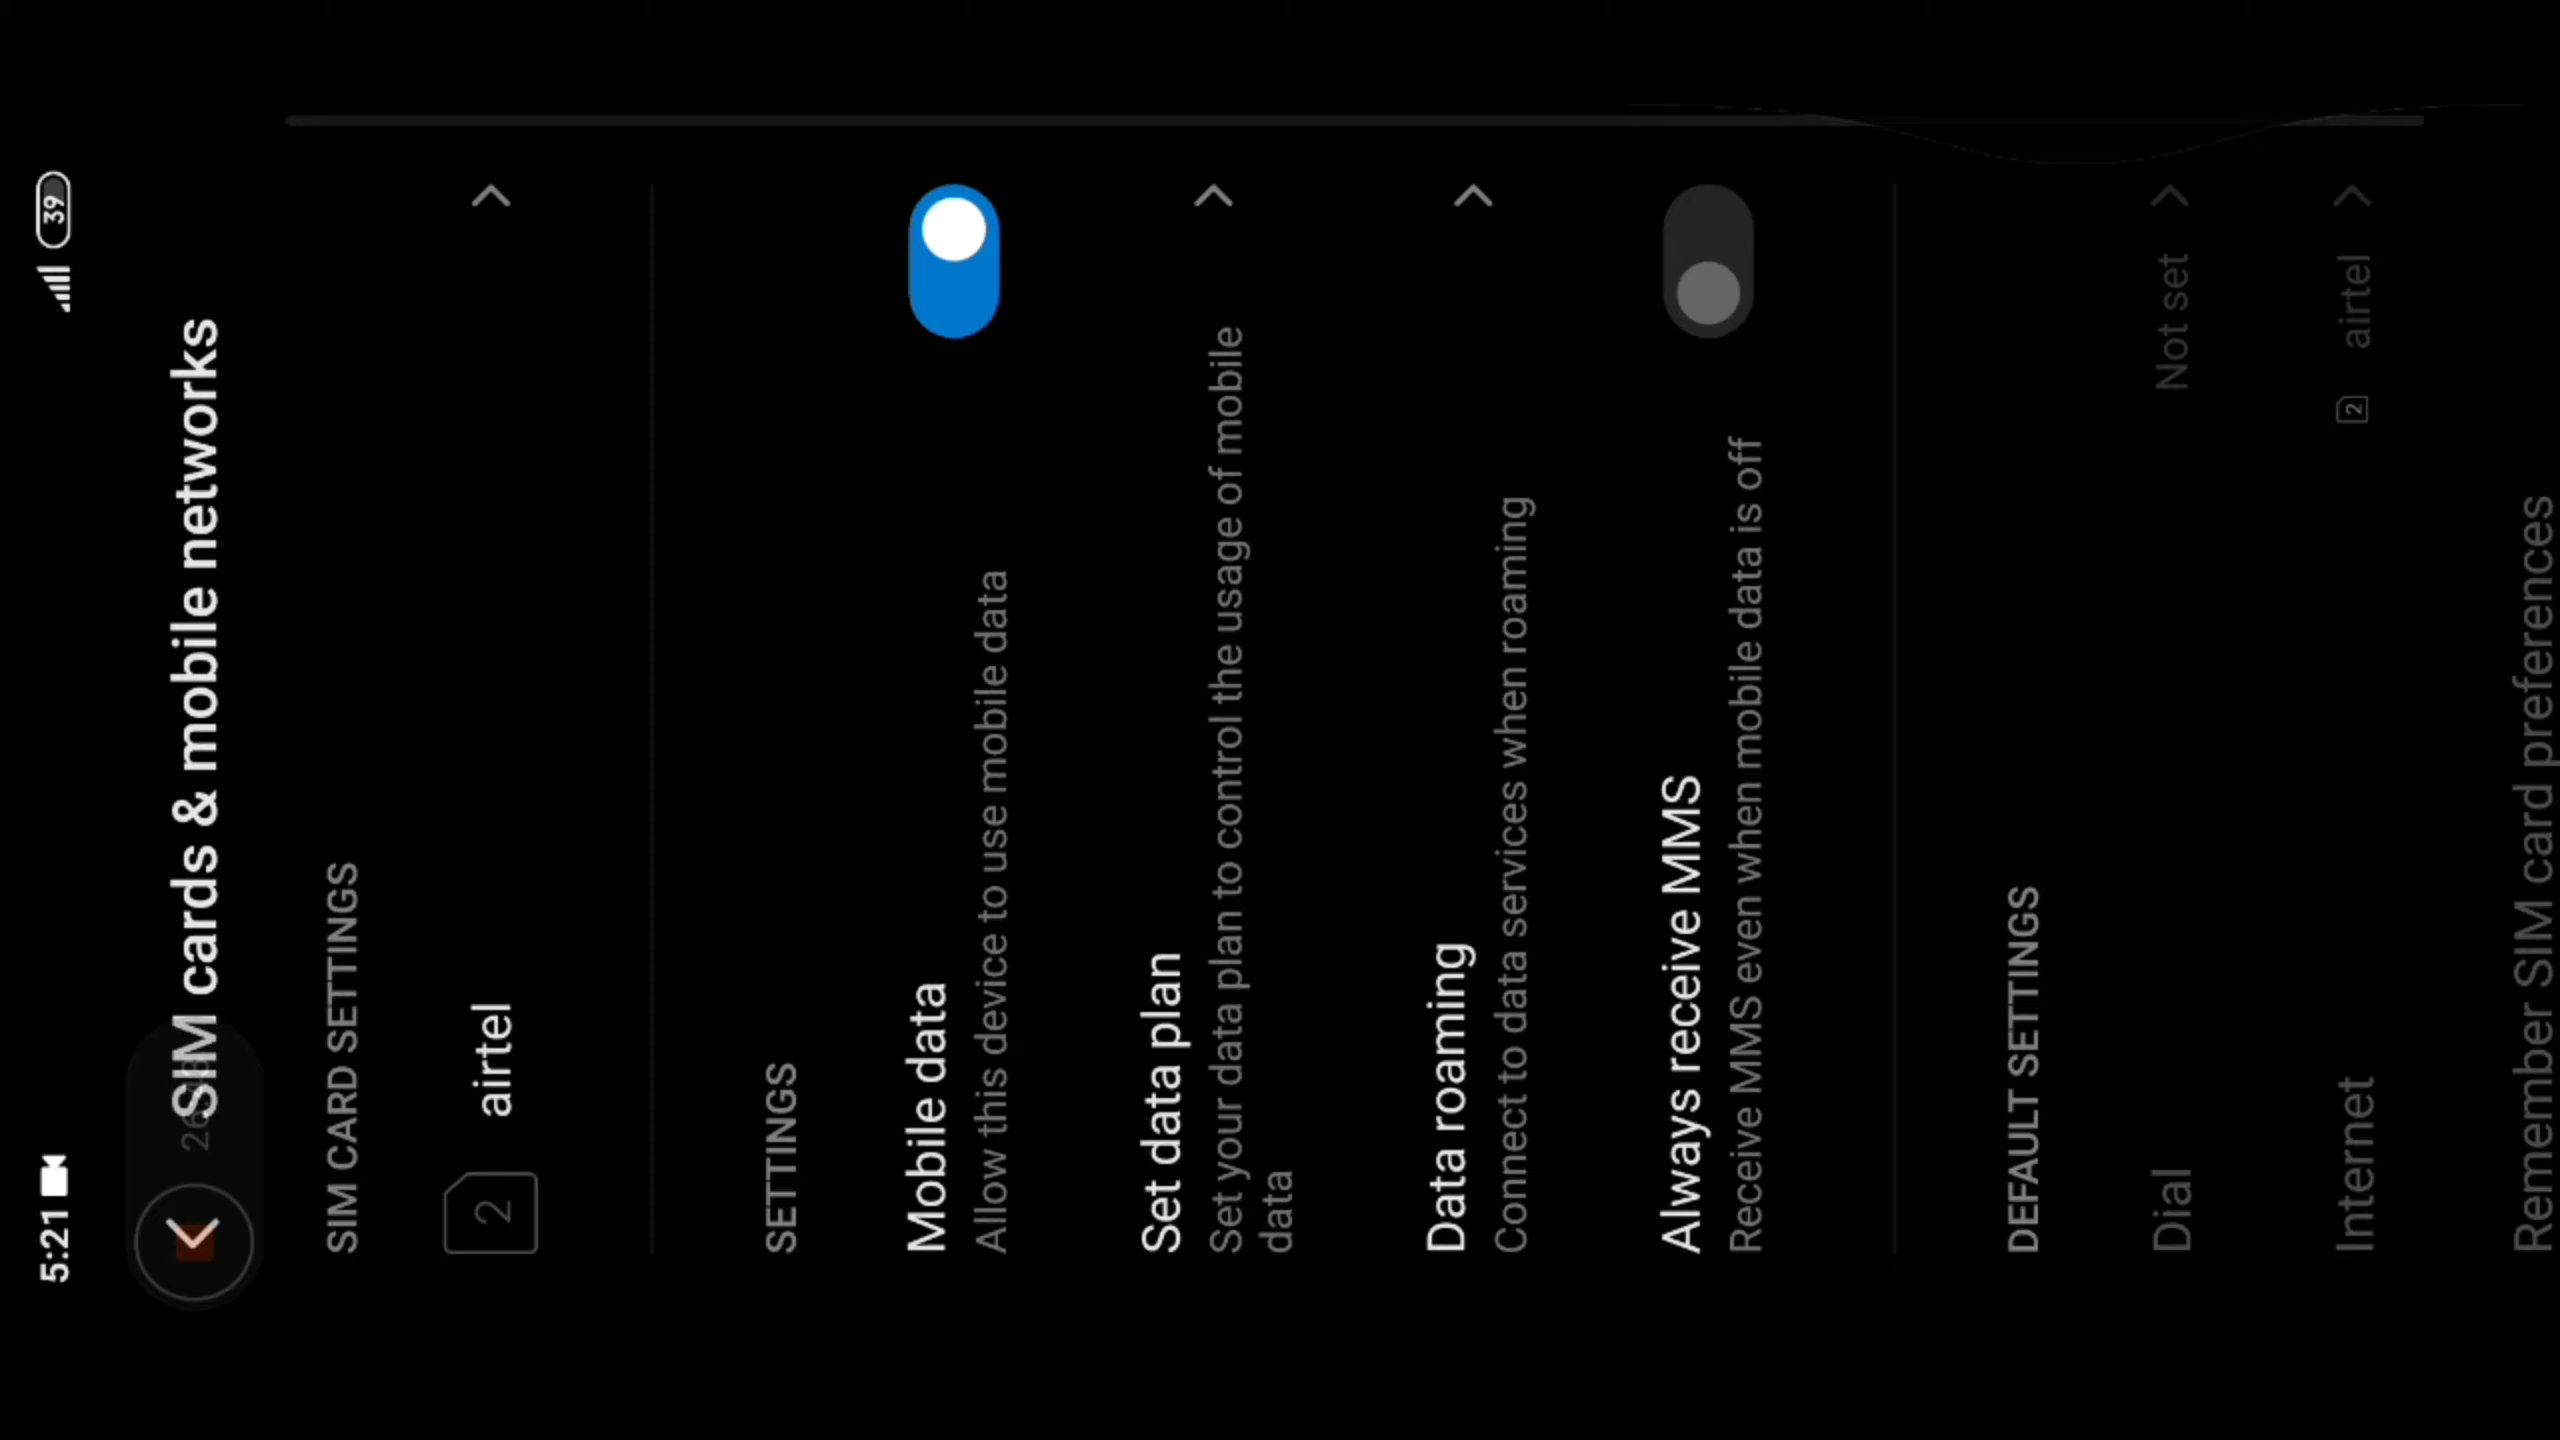 5:21
39
SIM cards & mobile networks
SIM CARD SETTINGS
2
airtel
SETTINGS
Mobile data
Allow this device to use mobile data
Set data plan
Set your data plan to control the usage of mobile
data
Data roaming
Connect to data services when roaming
Always receive MMS
Receive MMS even when mobile data is off
DEFAULT SETTINGS
Dial
Not set
Internet
2 airtel
Remember SIM card preferences